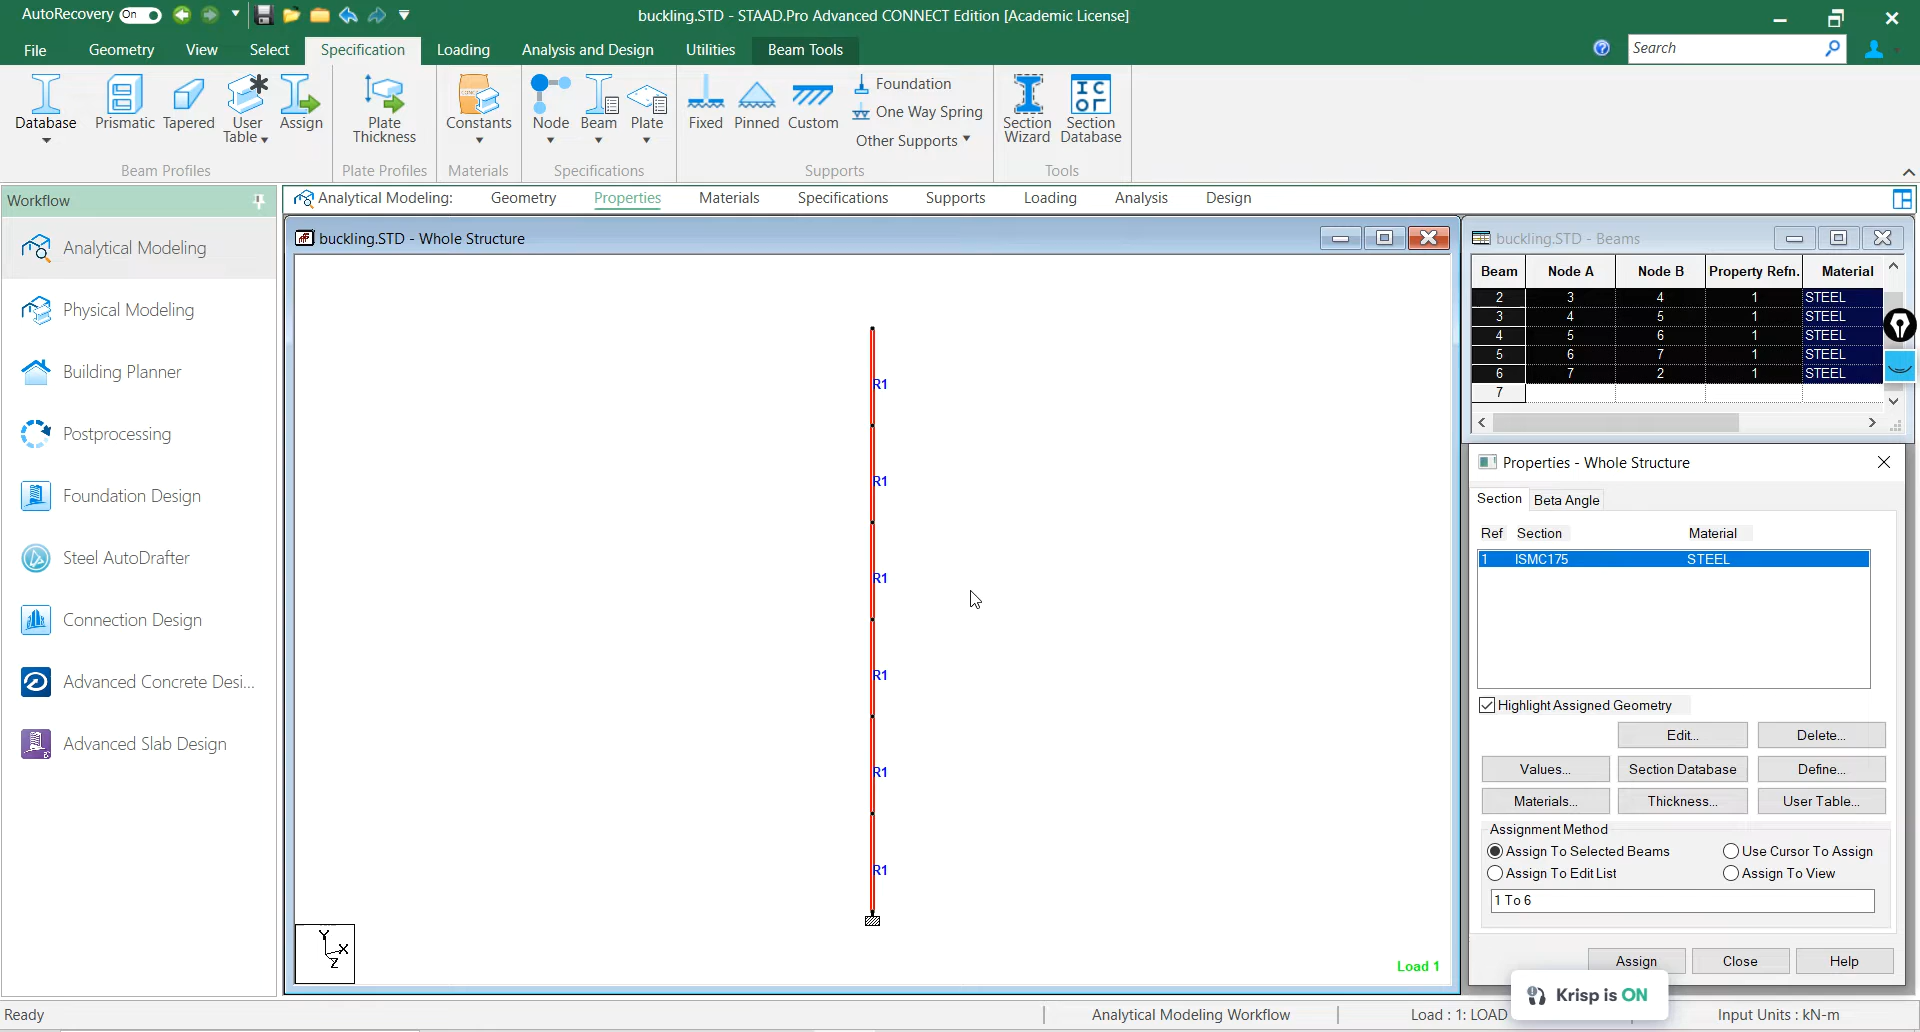 AutoRecovery On
buckling.STD - STAAD.Pro Advanced CONNECT Edition [Academic License]
File Geometry View Select Specification Loading Analysis and Design Utilities Beam Tools
Search
Database Prismatic Tapered User Table Assign
Beam Profiles
Plate Thickness
Plate Profiles
Constants
Materials
Node Beam Plate
Specifications
Fixed Pinned Custom
Foundation
One Way Spring
Other Supports
Supports
Section Wizard
Section Database
Tools
Workflow
Analytical Modeling: Geometry Properties Materials Specifications Supports Loading Analysis Design
Analytical Modeling
Physical Modeling
Building Planner
Postprocessing
Foundation Design
Steel AutoDrafter
Connection Design
Advanced Concrete Desi...
Advanced Slab Design
buckling.STD - Whole Structure
R1
R1
R1
R1
R1
R1
Y
X
Z
Load 1
buckling.STD - Beams
Beam Node A Node B Property Refn. Material
2 3 4 1 STEEL
3 4 5 1 STEEL
4 5 6 1 STEEL
5 6 7 1 STEEL
6 7 2 1 STEEL
7
Properties - Whole Structure
Section Beta Angle
Ref Section Material
1 ISMC175 STEEL
Highlight Assigned Geometry
Edit... Delete...
Values... Section Database Define...
Materials... Thickness... User Table...
Assignment Method
Assign To Selected Beams Use Cursor To Assign
Assign To Edit List Assign To View
1 To 6
Assign Close Help
Krisp is ON
Ready
Analytical Modeling Workflow
Load : 1: LOAD
Input Units : kN-m